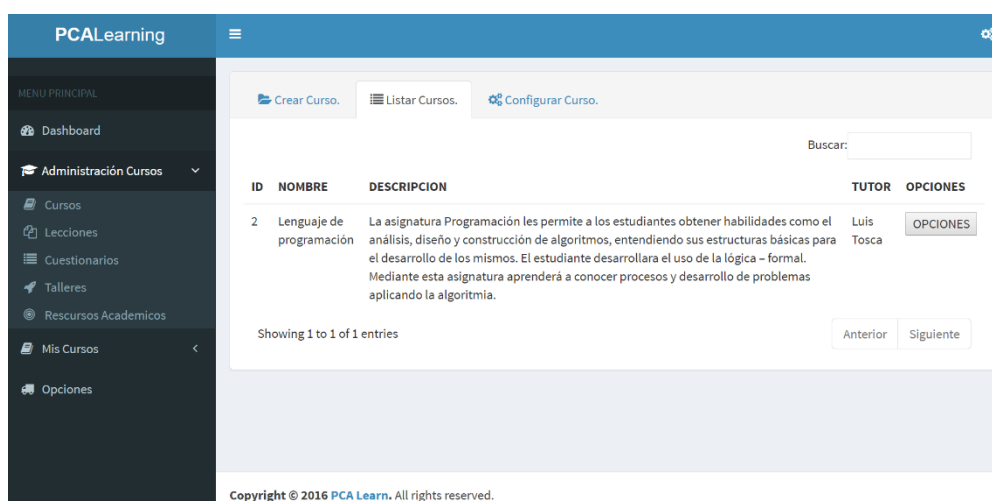 PCALearning
MENU PRINCIPAL
Dashboard
Administración Cursos
Cursos
Lecciones
Cuestionarios
Talleres
Rescursos Academicos
Mis Cursos
Opciones
Crear Curso.
Listar Cursos.
Configurar Curso.
Buscar:
ID NOMBRE DESCRIPCION TUTOR OPCIONES
2 Lenguaje de La asignatura Programación les permite a los estudiantes obtener habilidades como el Luis OPCIONES
programación análisis, diseño y construcción de algoritmos, entendiendo sus estructuras básicas para Tosca
el desarrollo de los mismos. El estudiante desarrollara el uso de la lógica – formal.
Mediante esta asignatura aprenderá a conocer procesos y desarrollo de problemas
aplicando la algoritmia.
Showing 1 to 1 of 1 entries
Anterior Siguiente
Copyright © 2016 PCA Learn. All rights reserved.